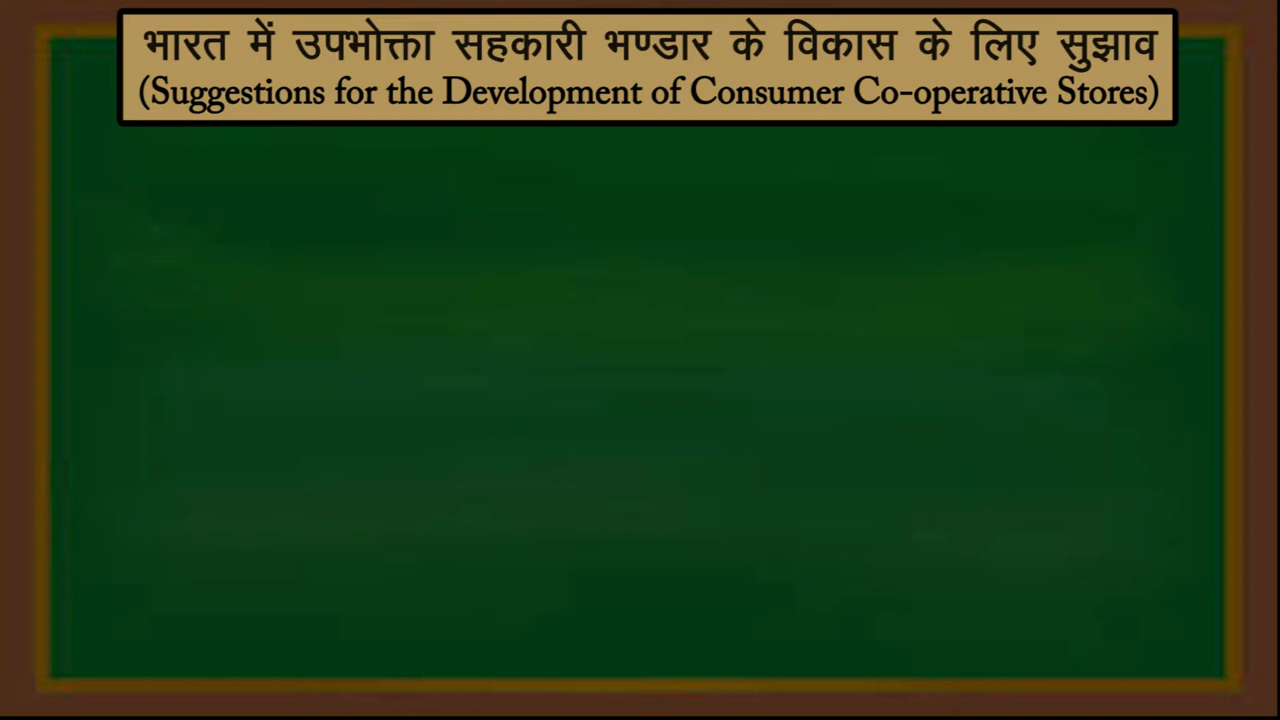 भारत में उपभोक्ता सहकारी भण्डार के विकास के लिए सुझाव
(Suggestions for the Development of Consumer Co-operative Stores)